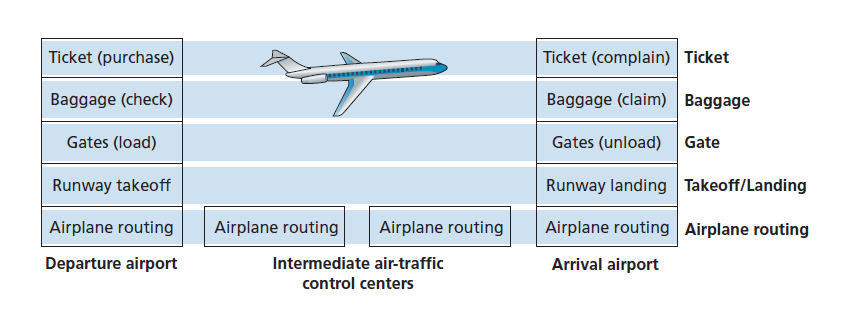 Ticket (purchase) Ticket (complain) Ticket
Baggage (check) Baggage (claim) Baggage
Gates (load) Gates (unload) Gate
Runway takeoff Runway landing Takeoff/Landing
Airplane routing Airplane routing Airplane routing Airplane routing Airplane routing
Departure airport Intermediate air-traffic Arrival airport
control centers